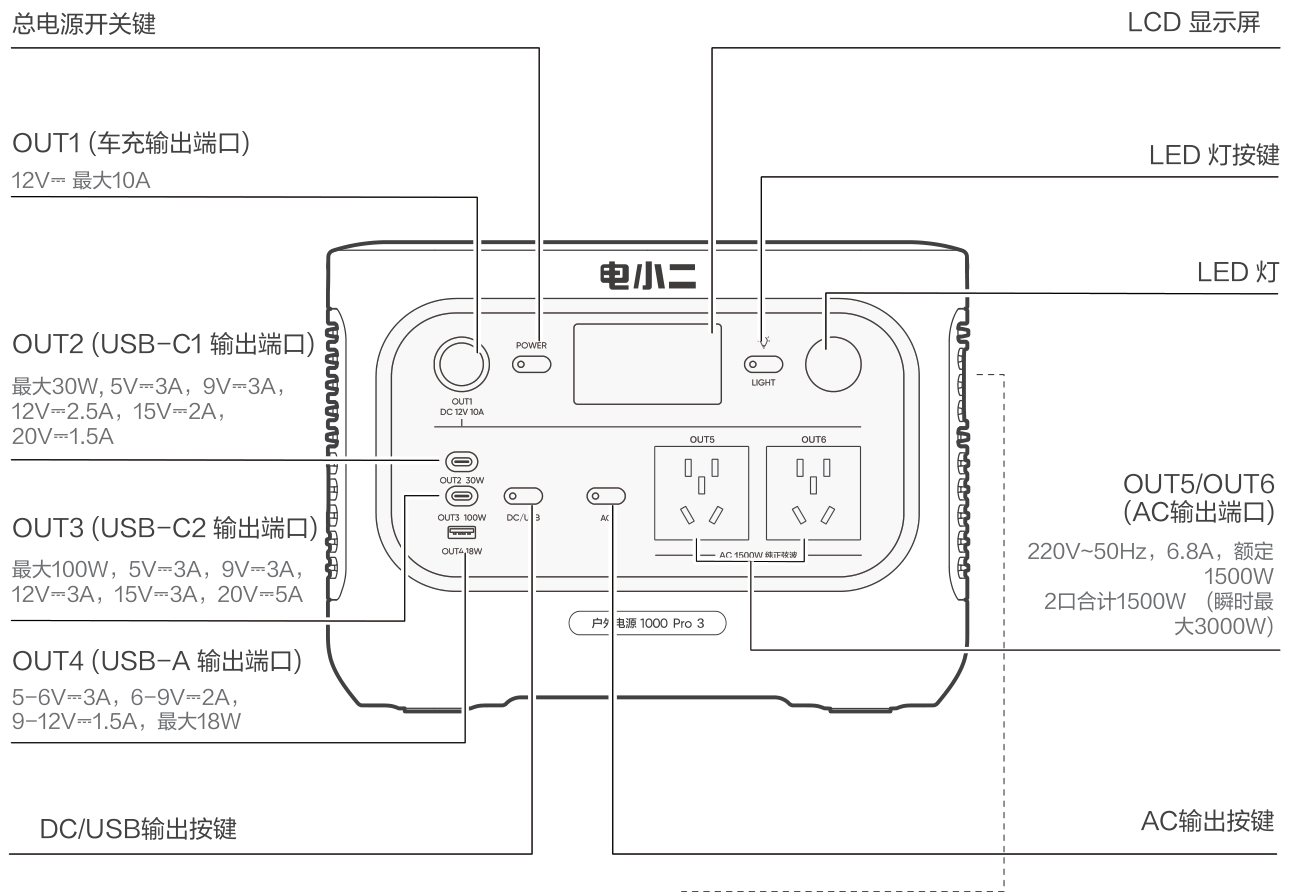 总电源开关键
LCD 显示屏
OUT1 (车充输出端口)
12V⎓ 最大10A
LED 灯按键
LED 灯
电小二
OUT2 (USB-C1 输出端口)
最大30W, 5V⎓3A，9V⎓3A，
12V⎓2.5A，15V⎓2A，
20V⎓1.5A
POWER
LIGHT
OUT1
DC 12V 10A
OUT5
OUT6
OUT2 30W
OUT3 100W
DC/USB
AC
OUT4 18W
AC 1500W 纯正弦波
OUT3 (USB-C2 输出端口)
最大100W，5V⎓3A，9V⎓3A，
12V⎓3A，15V⎓3A，20V⎓5A
OUT5/OUT6
(AC输出端口)
220V~50Hz，6.8A，额定
1500W
2口合计1500W （瞬时最
大3000W）
户外电源 1000 Pro 3
OUT4 (USB-A 输出端口)
5-6V⎓3A，6-9V⎓2A，
9-12V⎓1.5A，最大18W
DC/USB输出按键
AC输出按键